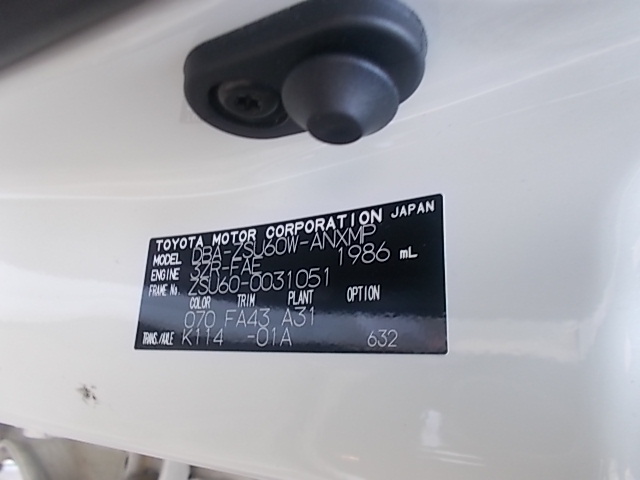 TOYOTA MOTOR CORPORATION JAPAN
MODEL DBA-ZSU60W-ANXMP
ENGINE 3ZR-FAE 1986 mL
FRAME No. ZSU60-0031051
COLOR TRIM PLANT OPTION
070 FA43 A31
TRANS./AXLE K114 -01A 632